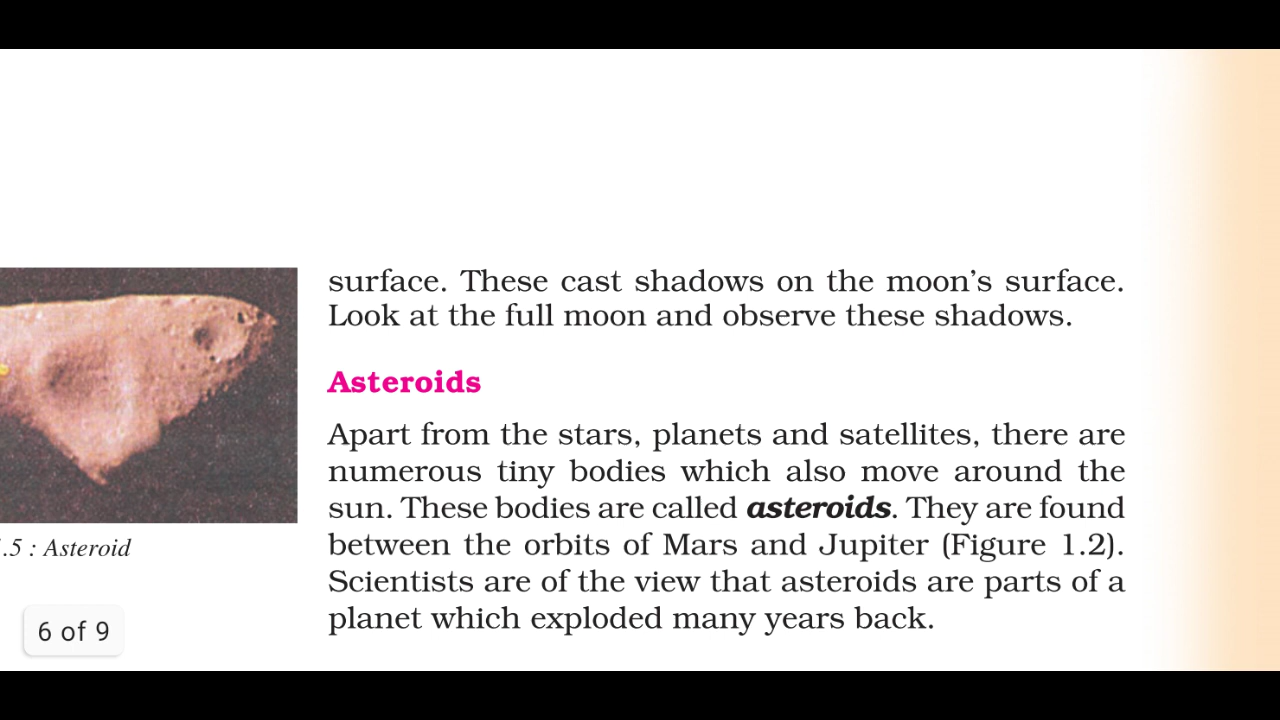 surface. These cast shadows on the moon’s surface.
Look at the full moon and observe these shadows.
Asteroids
Apart from the stars, planets and satellites, there are
numerous tiny bodies which also move around the
sun. These bodies are called asteroids. They are found
between the orbits of Mars and Jupiter (Figure 1.2).
Scientists are of the view that asteroids are parts of a
planet which exploded many years back.
.5 : Asteroid
6 of 9